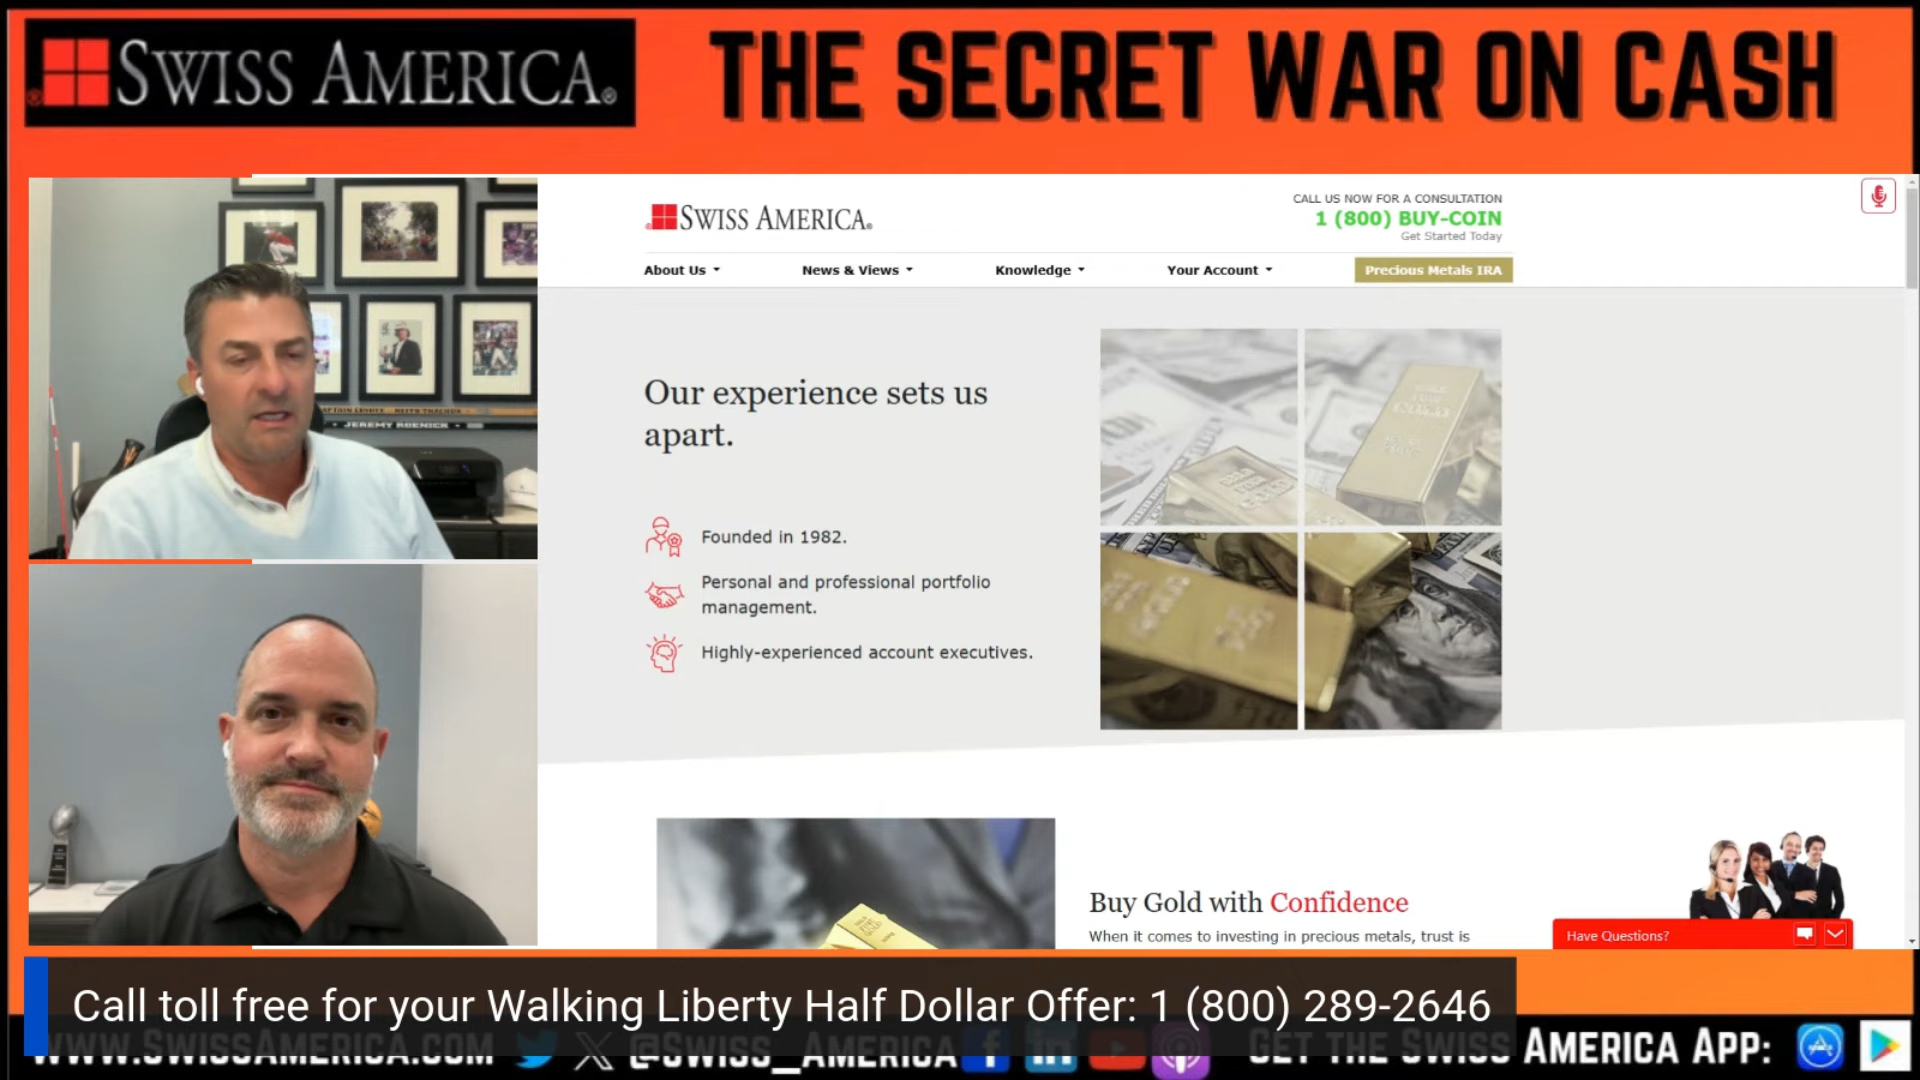 SWISS AMERICA®
THE SECRET WAR ON CASH
SWISS AMERICA®
CALL US NOW FOR A CONSULTATION
1 (800) BUY-COIN
Get Started Today
About Us
News & Views
Knowledge
Your Account
Precious Metals IRA
Our experience sets us
apart.
Founded in 1982.
Personal and professional portfolio
management.
Highly-experienced account executives.
JEREMY ROENICK
Buy Gold with Confidence
When it comes to investing in precious metals, trust is
Have Questions?
Call toll free for your Walking Liberty Half Dollar Offer: 1 (800) 289-2646
WWW.SWISSAMERICA.COM
@SWISS_AMERICA
GET THE SWISS AMERICA APP: